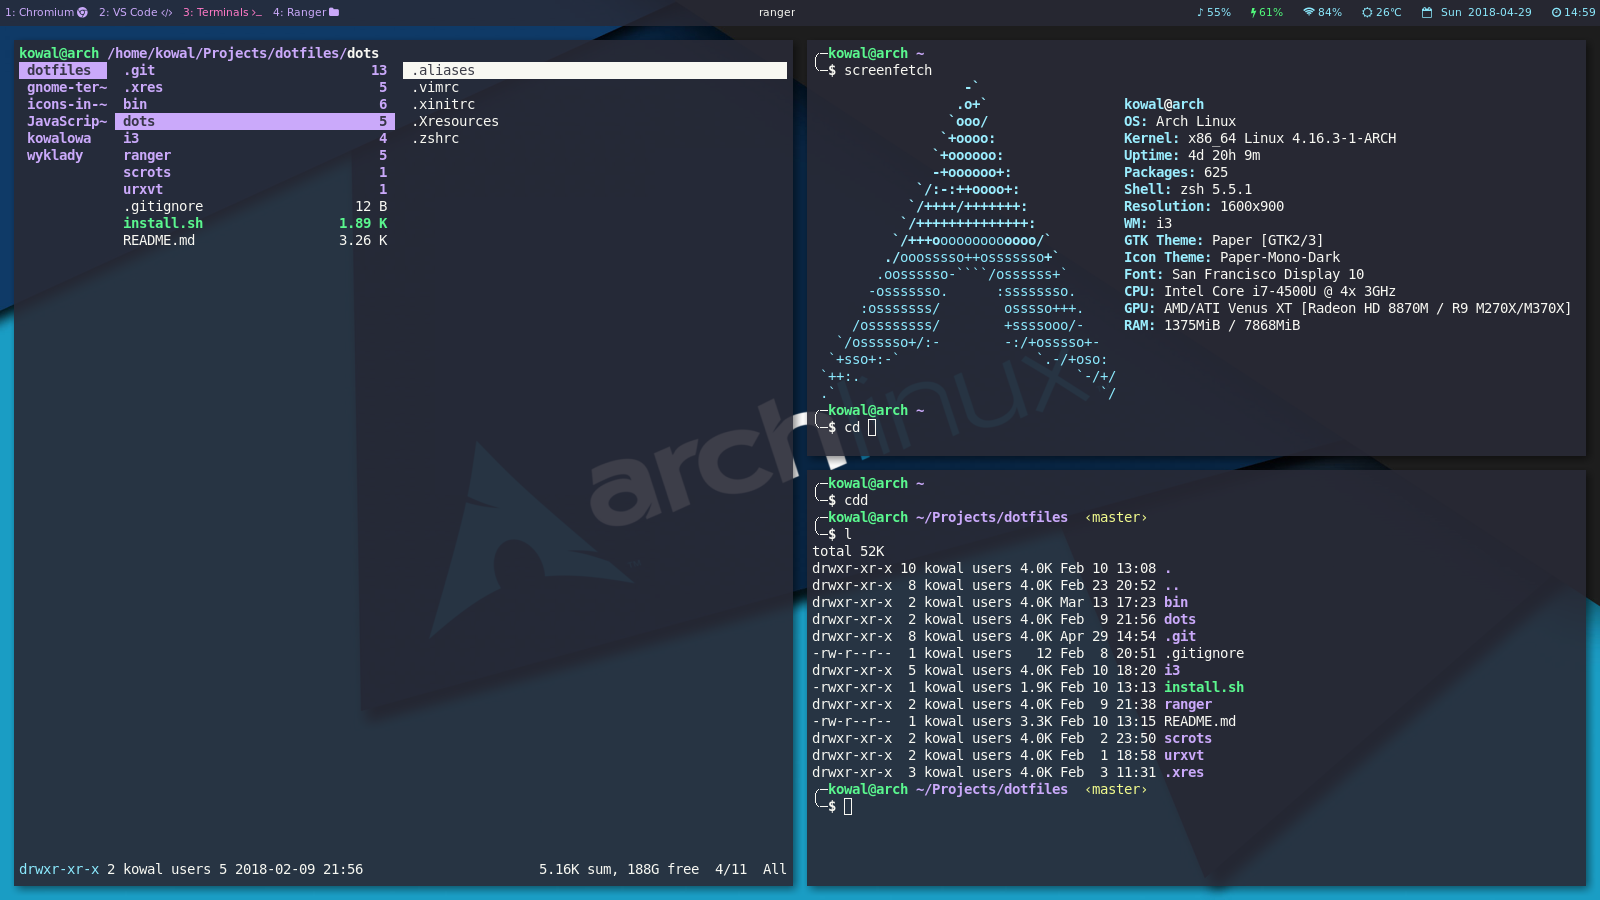 1: Chromium 2: VS Code </> 3: Terminals >_ 4: Ranger ranger ♪ 55% 61% 84% 26°C Sun 2018-04-29 14:59
kowal@arch /home/kowal/Projects/dotfiles/dots
dotfiles .git 13 .aliases
gnome-ter~ .xres 5 .vimrc
icons-in-~ bin 6 .xinitrc
JavaScrip~ dots 5 .Xresources
kowalowa i3 4 .zshrc
wyklady ranger 5
scrots 1
urxvt 1
.gitignore 12 B
install.sh 1.89 K
README.md 3.26 K
drwxr-xr-x 2 kowal users 5 2018-02-09 21:56 5.16K sum, 188G free 4/11 All
kowal@arch ~
$ screenfetch
-`
.o+` kowal@arch
`ooo/ OS: Arch Linux
`+oooo: Kernel: x86_64 Linux 4.16.3-1-ARCH
`+oooooo: Uptime: 4d 20h 9m
-+oooooo+: Packages: 625
`/:-:++oooo+: Shell: zsh 5.5.1
`/++++/+++++++: Resolution: 1600x900
`/++++++++++++++: WM: i3
`/+++ooooooooooooo/` GTK Theme: Paper [GTK2/3]
./ooosssso++osssssso+` Icon Theme: Paper-Mono-Dark
.oossssso-````/ossssss+` Font: San Francisco Display 10
-osssssso. :ssssssso. CPU: Intel Core i7-4500U @ 4x 3GHz
:osssssss/ osssso+++. GPU: AMD/ATI Venus XT [Radeon HD 8870M / R9 M270X/M370X]
/ossssssss/ +ssssooo/- RAM: 1375MiB / 7868MiB
`/ossssso+/:- -:/+osssso+-
`+sso+:-` `.-/+oso:
`++:. `-/+/
.` `/
kowal@arch ~
$ cd
archlinux
kowal@arch ~
$ cdd
kowal@arch ~/Projects/dotfiles ‹master›
$ l
total 52K
drwxr-xr-x 10 kowal users 4.0K Feb 10 13:08 .
drwxr-xr-x 8 kowal users 4.0K Feb 23 20:52 ..
drwxr-xr-x 2 kowal users 4.0K Mar 13 17:23 bin
drwxr-xr-x 2 kowal users 4.0K Feb 9 21:56 dots
drwxr-xr-x 8 kowal users 4.0K Apr 29 14:54 .git
-rw-r--r-- 1 kowal users 12 Feb 8 20:51 .gitignore
drwxr-xr-x 5 kowal users 4.0K Feb 10 18:20 i3
-rwxr-xr-x 1 kowal users 1.9K Feb 10 13:13 install.sh
drwxr-xr-x 2 kowal users 4.0K Feb 9 21:38 ranger
-rw-r--r-- 1 kowal users 3.3K Feb 10 13:15 README.md
drwxr-xr-x 2 kowal users 4.0K Feb 2 23:50 scrots
drwxr-xr-x 2 kowal users 4.0K Feb 1 18:58 urxvt
drwxr-xr-x 3 kowal users 4.0K Feb 3 11:31 .xres
kowal@arch ~/Projects/dotfiles ‹master›
$